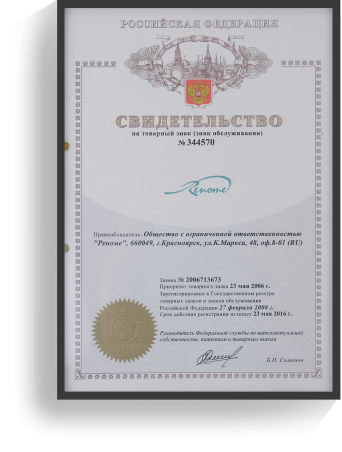 РОССИЙСКАЯ ФЕДЕРАЦИЯ
СВИДЕТЕЛЬСТВО
на товарный знак (знак обслуживания)
№ 344570
Renome
Правообладатель: Общество с ограниченной ответственностью
"Реноме", 660049, г.Красноярск, ул.К.Маркса, 48, оф.8-01 (RU)
Заявка № 2006713673
Приоритет товарного знака 23 мая 2006 г.
Зарегистрировано в Государственном реестре
товарных знаков и знаков обслуживания
Российской Федерации 27 февраля 2008 г.
Срок действия регистрации истекает 23 мая 2016 г.
Руководитель Федеральной службы по интеллектуальной
собственности, патентам и товарным знакам
Б.П. Симонов